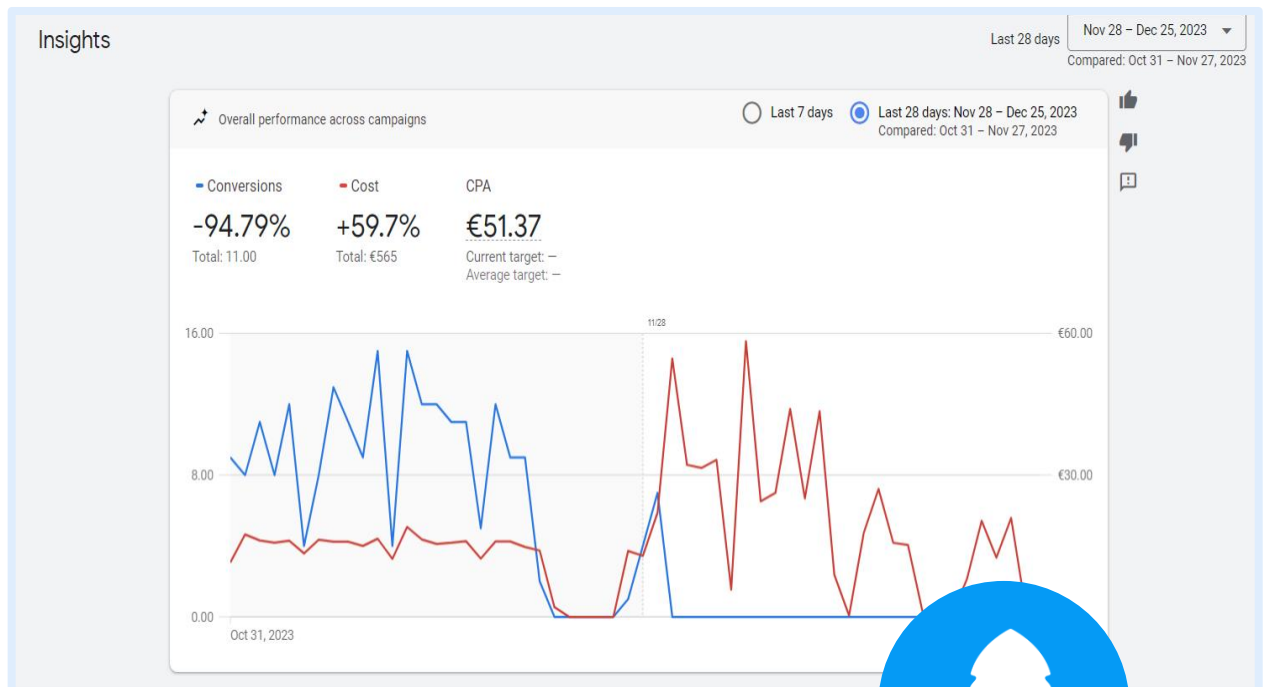 Insights
Last 28 days
Nov 28 – Dec 25, 2023
Compared: Oct 31 – Nov 27, 2023
Overall performance across campaigns
Last 7 days
Last 28 days: Nov 28 – Dec 25, 2023
Compared: Oct 31 – Nov 27, 2023
Conversions
Cost
CPA
-94.79%
+59.7%
€51.37
Total: 11.00
Total: €565
Current target: —
Average target: —
11/28
16.00
€60.00
8.00
€30.00
0.00
Oct 31, 2023